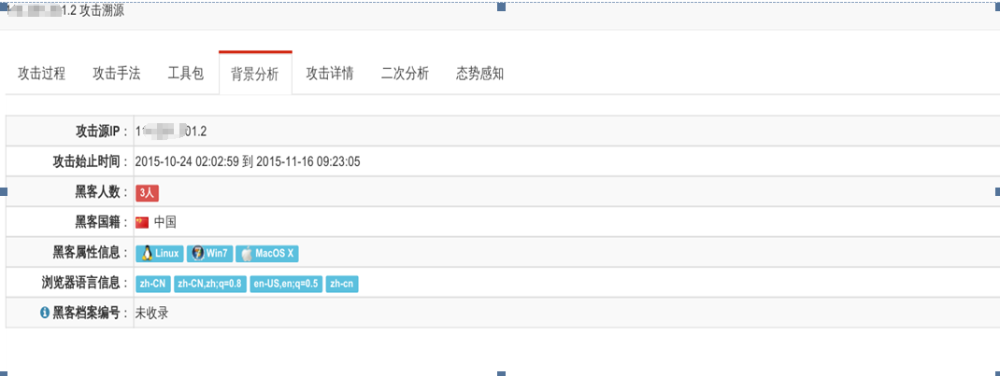 1.2 攻击溯源
攻击过程 攻击手法 工具包 背景分析 攻击详情 二次分析 态势感知
攻击源IP： 11 01.2
攻击始止时间： 2015-10-24 02:02:59 到 2015-11-16 09:23:05
黑客人数： 3人
黑客国籍： 中国
黑客属性信息： Linux Win7 MacOS X
浏览器语言信息： zh-CN zh-CN,zh;q=0.8 en-US,en;q=0.5 zh-cn
黑客档案编号： 未收录